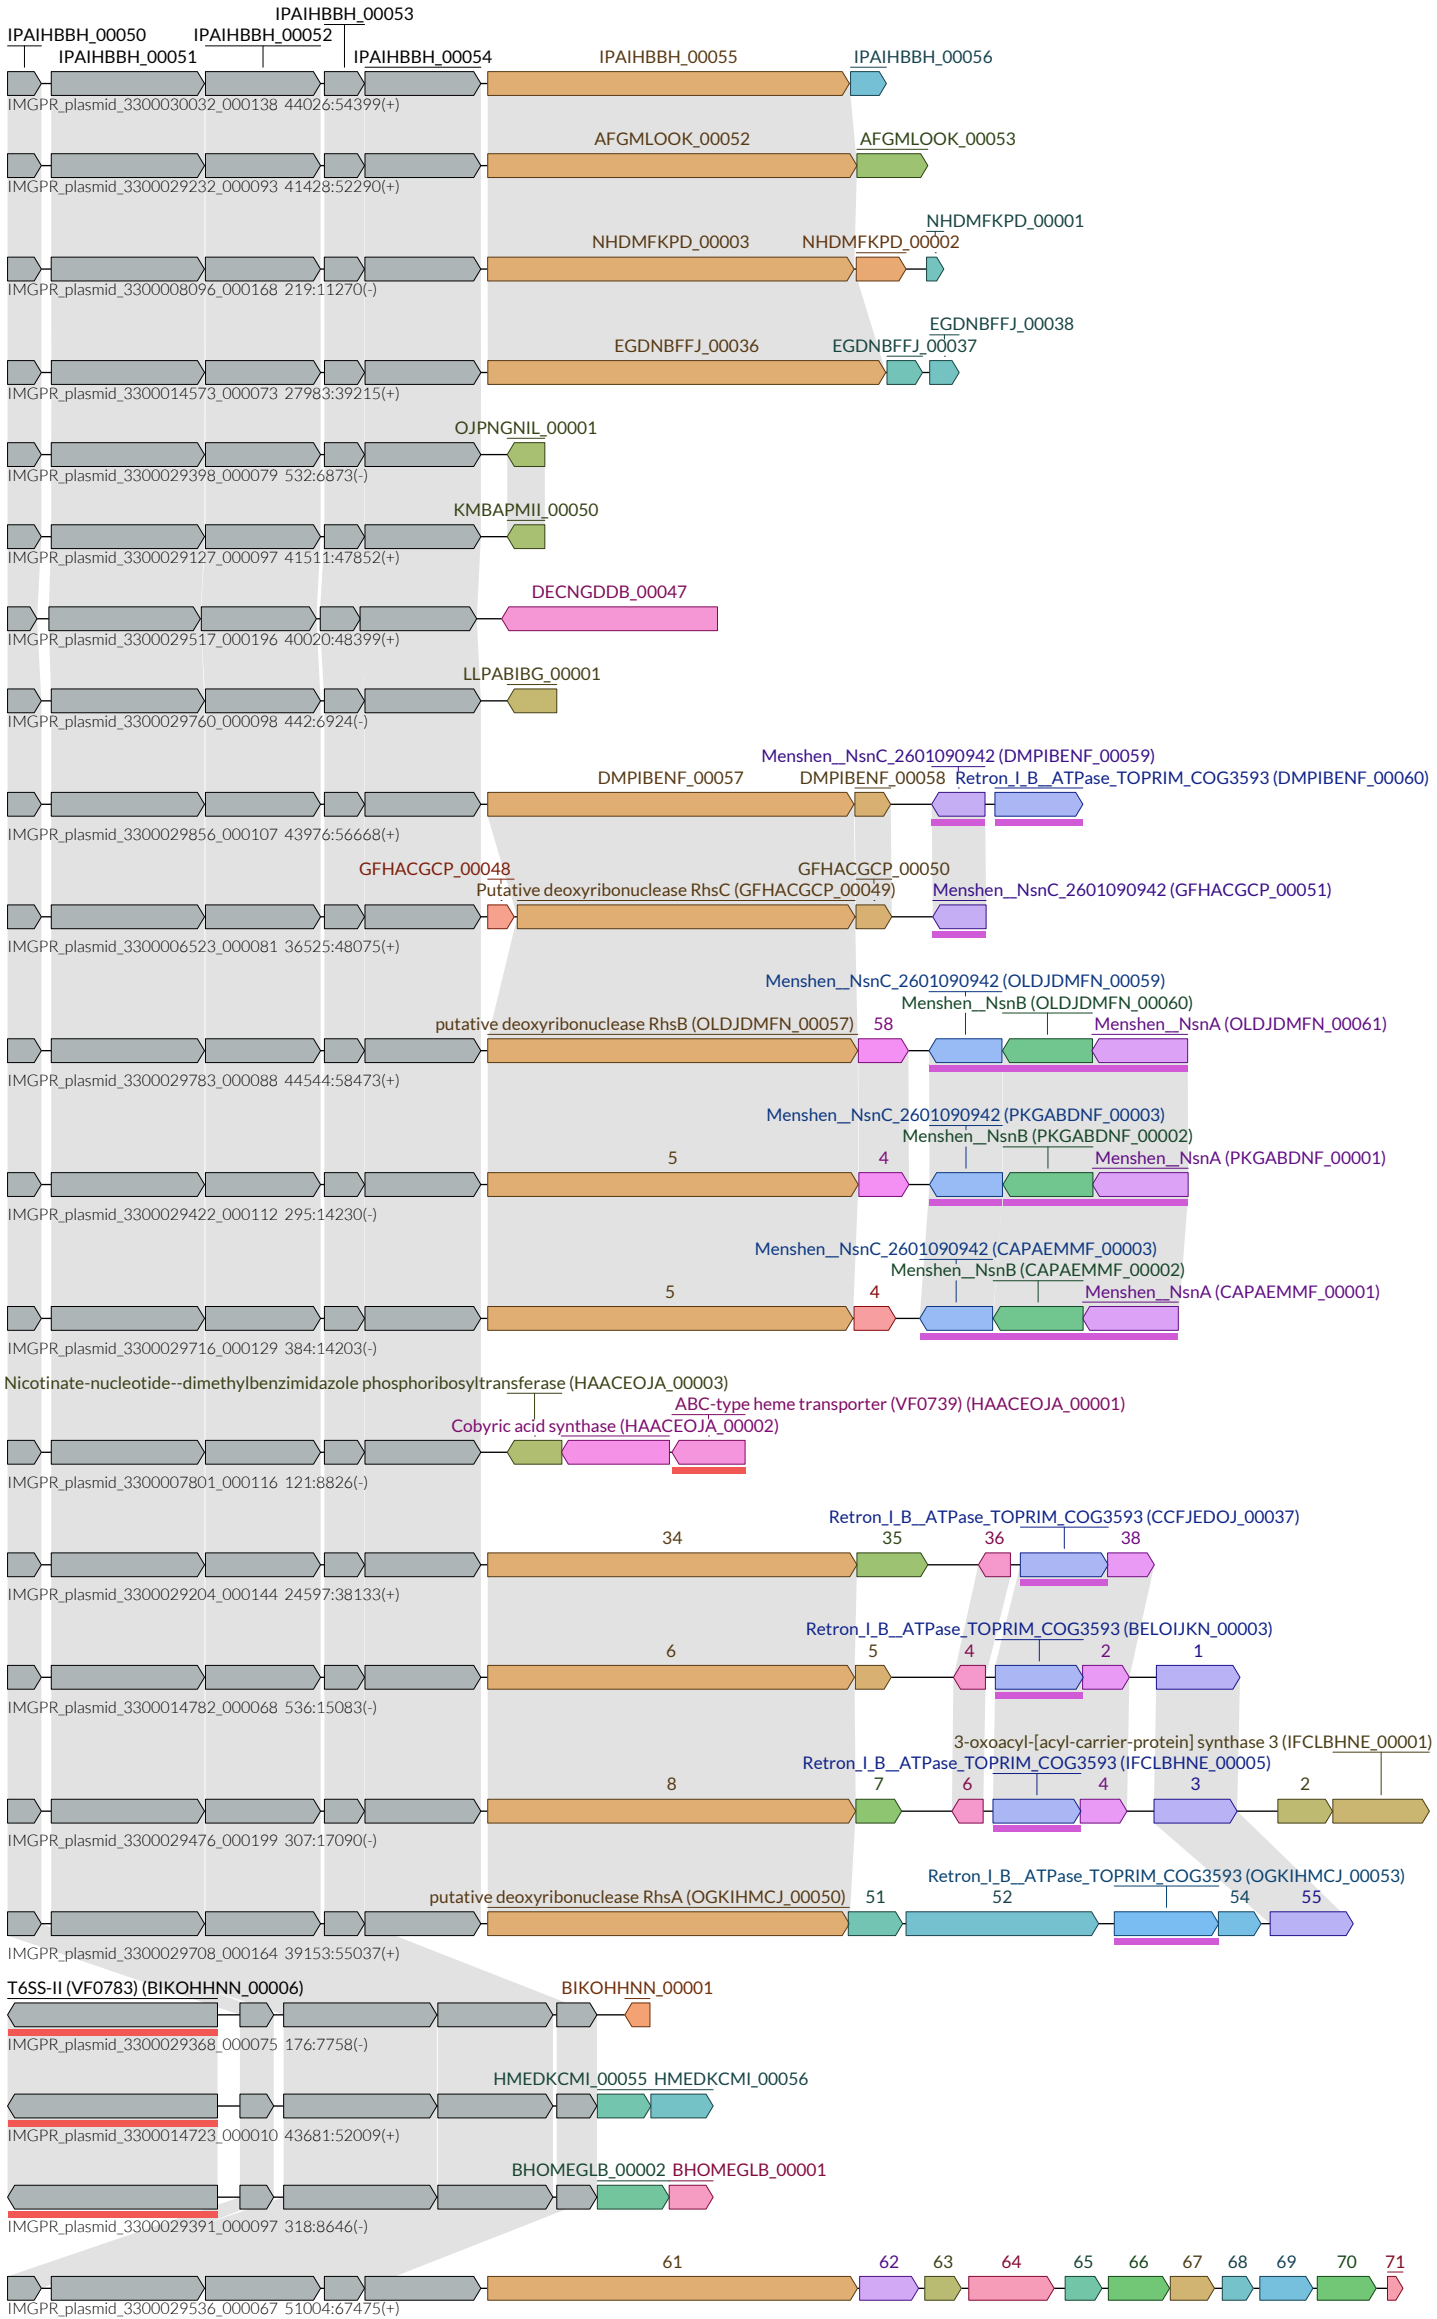 IPAIHBBH_00053
IPAIHBBH_00050 IPAIHBBH_00052
IPAIHBBH_00051 IPAIHBBH_00054 IPAIHBBH_00055 IPAIHBBH_00056
IMGPR_plasmid_3300030032_000138 44026:54399(+)
AFGMLOOK_00052 AFGMLOOK_00053
IMGPR_plasmid_3300029232_000093 41428:52290(+)
NHDMFKPD_00001
NHDMFKPD_00003 NHDMFKPD_00002
IMGPR_plasmid_3300008096_000168 219:11270(-)
EGDNBFFJ_00038
EGDNBFFJ_00036 EGDNBFFJ_00037
IMGPR_plasmid_3300014573_000073 27983:39215(+)
OJPNGNIL_00001
IMGPR_plasmid_3300029398_000079 532:6873(-)
KMBAPMII_00050
IMGPR_plasmid_3300029127_000097 41511:47852(+)
DECNGDDB_00047
IMGPR_plasmid_3300029517_000196 40020:48399(+)
LLPABIBG_00001
IMGPR_plasmid_3300029760_000098 442:6924(-)
Menshen__NsnC_2601090942 (DMPIBENF_00059)
DMPIBENF_00057 DMPIBENF_00058 Retron_I_B__ATPase_TOPRIM_COG3593 (DMPIBENF_00060)
IMGPR_plasmid_3300029856_000107 43976:56668(+)
GFHACGCP_00048 GFHACGCP_00050
Putative deoxyribonuclease RhsC (GFHACGCP_00049) Menshen__NsnC_2601090942 (GFHACGCP_00051)
IMGPR_plasmid_3300006523_000081 36525:48075(+)
Menshen__NsnC_2601090942 (OLDJDMFN_00059)
Menshen__NsnB (OLDJDMFN_00060)
putative deoxyribonuclease RhsB (OLDJDMFN_00057) 58 Menshen__NsnA (OLDJDMFN_00061)
IMGPR_plasmid_3300029783_000088 44544:58473(+)
Menshen__NsnC_2601090942 (PKGABDNF_00003)
Menshen__NsnB (PKGABDNF_00002)
5 4 Menshen__NsnA (PKGABDNF_00001)
IMGPR_plasmid_3300029422_000112 295:14230(-)
Menshen__NsnC_2601090942 (CAPAEMMF_00003)
Menshen__NsnB (CAPAEMMF_00002)
5 4 Menshen__NsnA (CAPAEMMF_00001)
IMGPR_plasmid_3300029716_000129 384:14203(-)
Nicotinate-nucleotide--dimethylbenzimidazole phosphoribosyltransferase (HAACEOJA_00003)
ABC-type heme transporter (VF0739) (HAACEOJA_00001)
Cobyric acid synthase (HAACEOJA_00002)
IMGPR_plasmid_3300007801_000116 121:8826(-)
Retron_I_B__ATPase_TOPRIM_COG3593 (CCFJEDOJ_00037)
34 35 36 38
IMGPR_plasmid_3300029204_000144 24597:38133(+)
Retron_I_B__ATPase_TOPRIM_COG3593 (BELOIJKN_00003)
6 5 4 2 1
IMGPR_plasmid_3300014782_000068 536:15083(-)
3-oxoacyl-[acyl-carrier-protein] synthase 3 (IFCLBHNE_00001)
Retron_I_B__ATPase_TOPRIM_COG3593 (IFCLBHNE_00005)
8 7 6 4 3 2
IMGPR_plasmid_3300029476_000199 307:17090(-)
Retron_I_B__ATPase_TOPRIM_COG3593 (OGKIHMCJ_00053)
putative deoxyribonuclease RhsA (OGKIHMCJ_00050) 51 52 54 55
IMGPR_plasmid_3300029708_000164 39153:55037(+)
T6SS-II (VF0783) (BIKOHHNN_00006) BIKOHHNN_00001
IMGPR_plasmid_3300029368_000075 176:7758(-)
HMEDKCMI_00055 HMEDKCMI_00056
IMGPR_plasmid_3300014723_000010 43681:52009(+)
BHOMEGLB_00002 BHOMEGLB_00001
IMGPR_plasmid_3300029391_000097 318:8646(-)
61 62 63 64 65 66 67 68 69 70 71
IMGPR_plasmid_3300029536_000067 51004:67475(+)